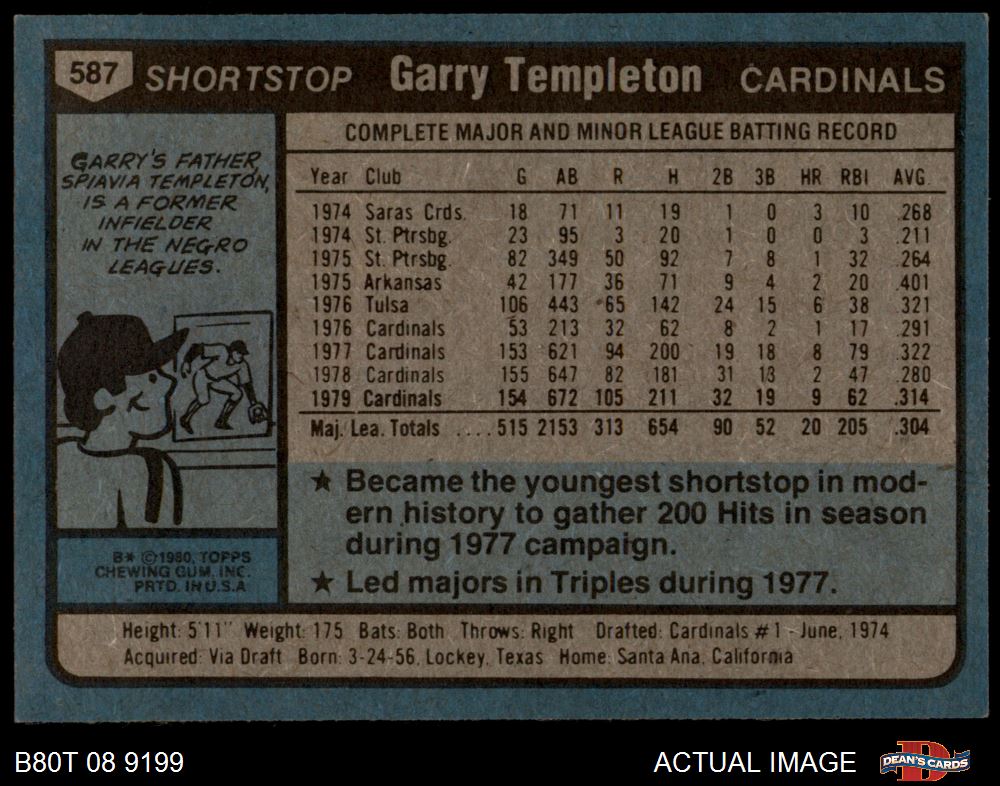 587 SHORTSTOP Garry Templeton CARDINALS
GARRY'S FATHER,
SPIAVIA TEMPLETON,
IS A FORMER
INFIELDER
IN THE NEGRO
LEAGUES.
B* ©1980, TOPPS
CHEWING GUM, INC.
PRTD. IN U.S.A
COMPLETE MAJOR AND MINOR LEAGUE BATTING RECORD
Year Club G AB R H 2B 3B HR RBI AVG.
1974 Saras Crds. 18 71 11 19 1 0 3 10 .268
1974 St. Ptrsbg. 23 95 3 20 1 0 0 3 .211
1975 St. Ptrsbg. 82 349 50 92 7 8 1 32 .264
1975 Arkansas 42 177 36 71 9 4 2 20 .401
1976 Tulsa 106 443 65 142 24 15 6 38 .321
1976 Cardinals 53 213 32 62 8 2 1 17 .291
1977 Cardinals 153 621 94 200 19 18 8 79 .322
1978 Cardinals 155 647 82 181 31 13 2 47 .280
1979 Cardinals 154 672 105 211 32 19 9 62 .314
Maj. Lea. Totals ....515 2153 313 654 90 52 20 205 .304
★ Became the youngest shortstop in mod-
ern history to gather 200 Hits in season
during 1977 campaign.
★ Led majors in Triples during 1977.
Height: 5'11" Weight: 175 Bats: Both Throws: Right Drafted: Cardinals #1 - June, 1974
Acquired: Via Draft Born: 3-24-56, Lockey, Texas Home: Santa Ana, California
B80T 08 9199 ACTUAL IMAGE D DEAN'S CARDS